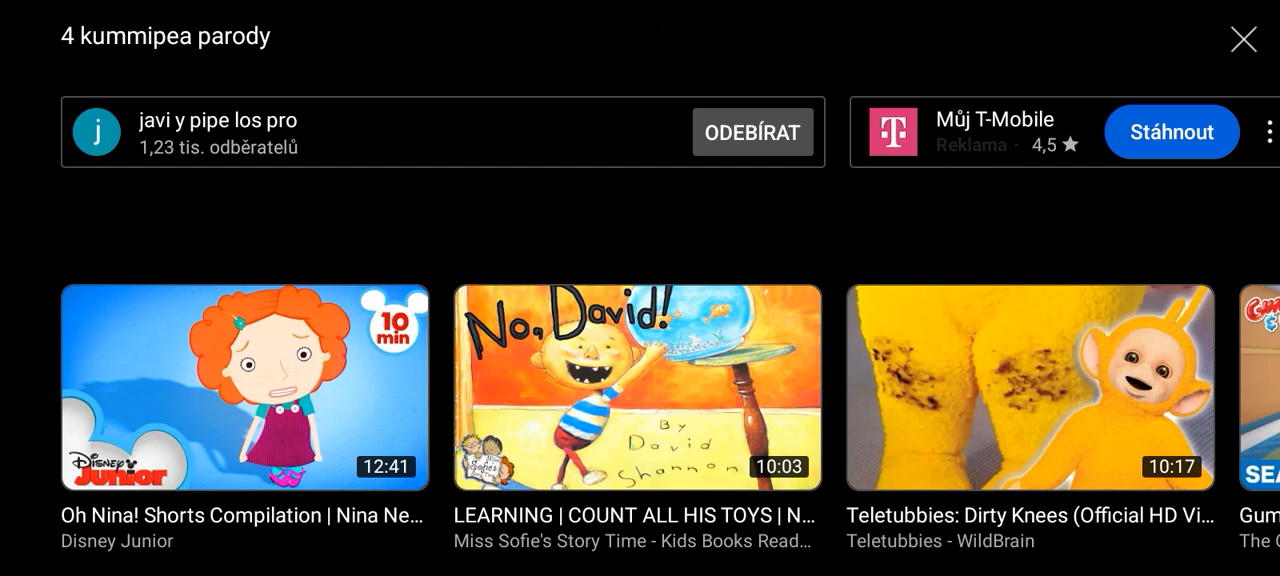 4 kummipea parody
j
javi y pipe los pro
1,23 tis. odběratelů
ODEBÍRAT
T
Můj T-Mobile
Reklama · 4,5 ★
Stáhnout
10
min
Disney
Junior
12:41
No, David!
By
David
Shannon
Sofie's
10:03
10:17
SEA
Oh Nina! Shorts Compilation | Nina Ne...
Disney Junior
LEARNING | COUNT ALL HIS TOYS | N...
Miss Sofie's Story Time - Kids Books Read...
Teletubbies: Dirty Knees (Official HD Vi...
Teletubbies - WildBrain
Gum
The